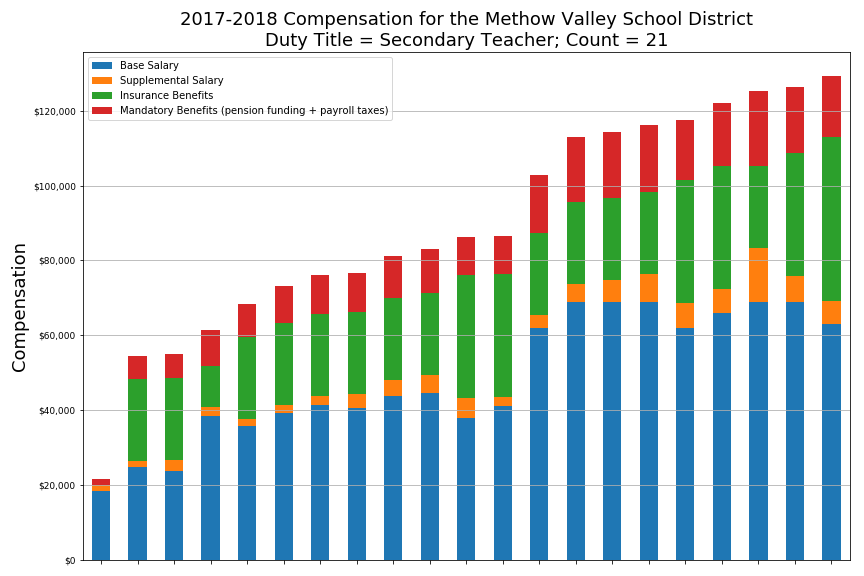 2017-2018 Compensation for the Methow Valley School District
Duty Title = Secondary Teacher; Count = 21
Base Salary
Supplemental Salary
Insurance Benefits
Mandatory Benefits (pension funding + payroll taxes)
$120,000
$100,000
$80,000
$60,000
$40,000
$20,000
$0
Compensation